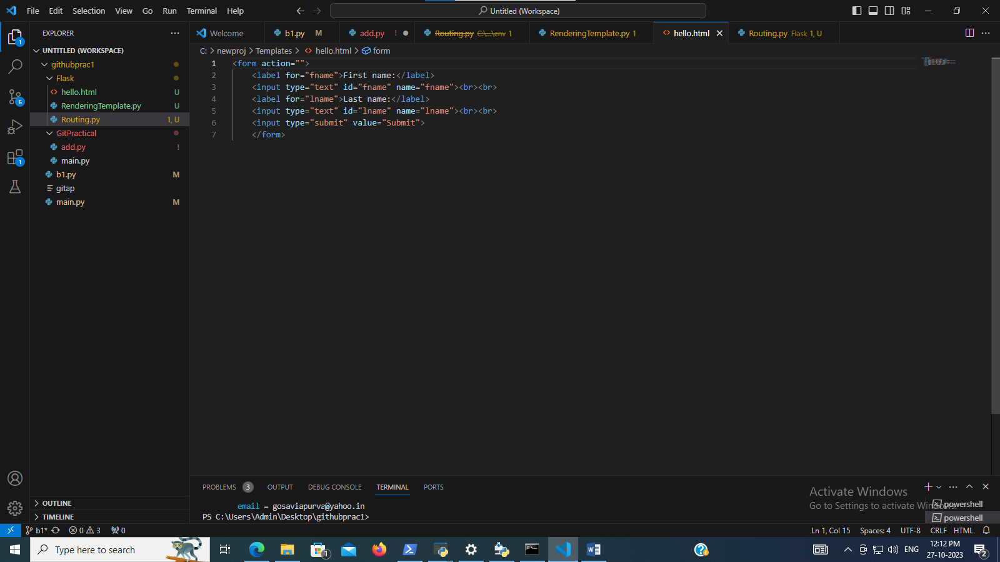 File Edit Selection View Go Run Terminal Help
Untitled (Workspace)
EXPLORER
UNTITLED (WORKSPACE)
githubprac1
Flask
hello.html U
RenderingTemplate.py U
Routing.py 1, U
GitPractical
add.py !
main.py
b1.py M
gitap
main.py M
OUTLINE
TIMELINE
Welcome b1.py M add.py ! Routing.py C:\...\env 1 RenderingTemplate.py 1 hello.html Routing.py Flask 1, U
C: > newproj > Templates > hello.html > form
1 <form action="">
2 <label for="fname">First name:</label>
3 <input type="text" id="fname" name="fname"><br><br>
4 <label for="lname">Last name:</label>
5 <input type="text" id="lname" name="lname"><br><br>
6 <input type="submit" value="Submit">
7 </form>
PROBLEMS 3 OUTPUT DEBUG CONSOLE TERMINAL PORTS
email = gosaviapurva@yahoo.in
PS C:\Users\Admin\Desktop\githubprac1>
Activate Windows
Go to Settings to activate Windows.
powershell
powershell
1
6
1
b1* 0 3 0
Ln 1, Col 15 Spaces: 4 UTF-8 CRLF HTML
Type here to search
1
ENG
12:12 PM
27-10-2023
2